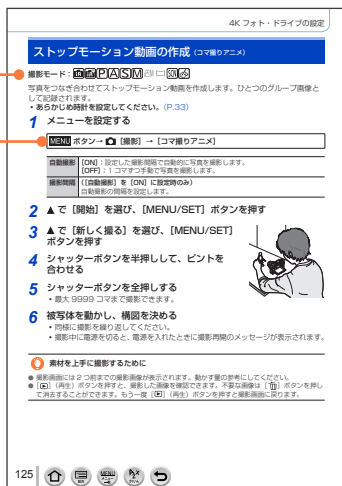 4K フォト・ドライブの設定
ストップモーション動画の作成 (コマ撮りアニメ)
撮影モード：
写真をつなぎ合わせてストップモーション動画を作成します。ひとつのグループ画像と
して記録されます。
• あらかじめ時計を設定してください。(P.33)
1 メニューを設定する
MENU ボタン→ [撮影] → [コマ撮りアニメ]
自動撮影 [ON]：設定した撮影間隔で自動的に写真を撮影します。
[OFF]：1 コマずつ手動で写真を撮影します。
撮影間隔 ([自動撮影] を [ON] に設定時のみ)
自動撮影の間隔を設定します。
2 ▲ で [開始] を選び、[MENU/SET] ボタンを押す
3 ▲ で [新しく撮る] を選び、[MENU/SET]
ボタンを押す
4 シャッターボタンを半押しして、ピントを
合わせる
5 シャッターボタンを全押しする
• 最大 9999 コマまで撮影できます。
6 被写体を動かし、構図を決める
• 同様に撮影を繰り返してください。
• 撮影中に電源を切ると、電源を入れたときに撮影再開のメッセージが表示されます。
素材を上手に撮影するために
● 撮影画面には 2 つ前までの撮影画像が表示されます。動かす量の参考にしてください。
● [▶] (再生) ボタンを押すと、撮影した画像を確認できます。不要な画像は [ ] ボタンを押し
て消去することができます。もう一度 [▶] (再生) ボタンを押すと撮影画面に戻ります。
125